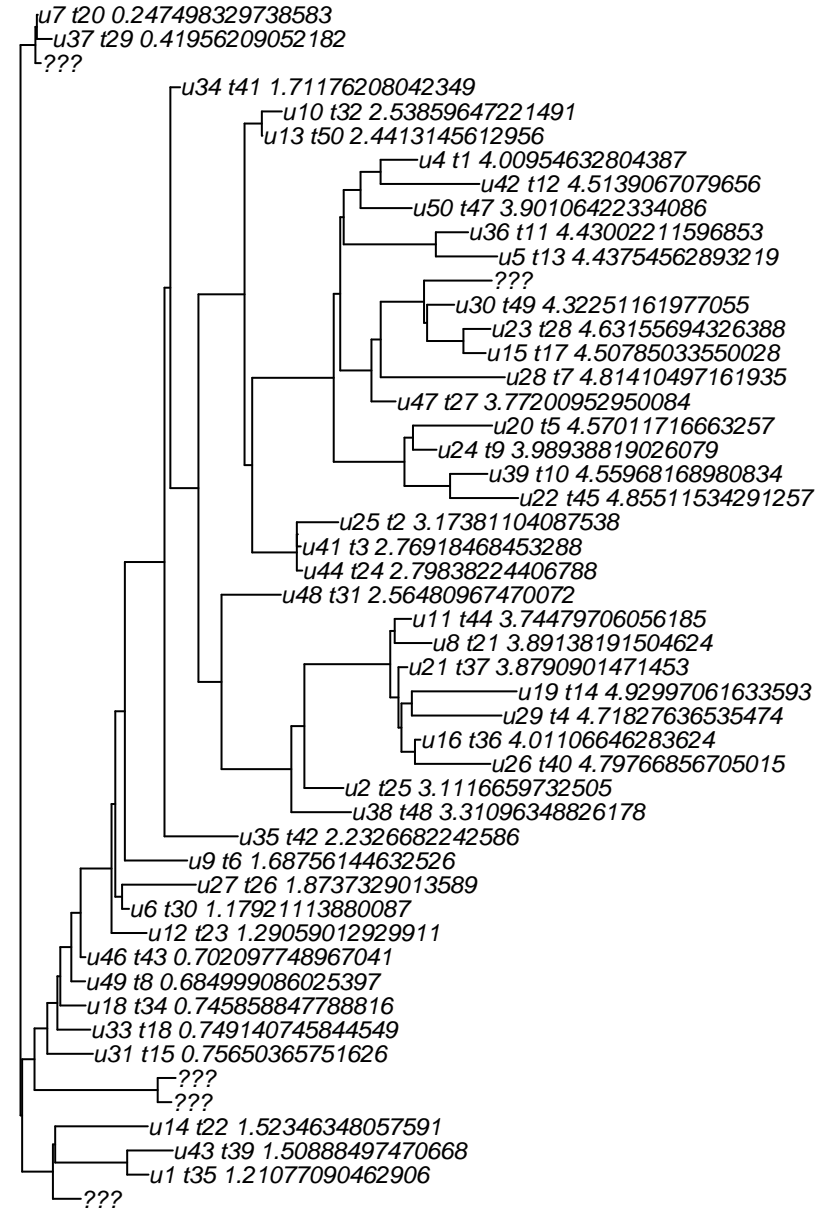 u7 t20 0.247498329738583
u37 t29 0.41956209052182
???
u34 t41 1.71176208042349
u10 t32 2.53859647221491
u13 t50 2.4413145612956
u4 t1 4.00954632804387
u42 t12 4.5139067079656
u50 t47 3.90106422334086
u36 t11 4.43002211596853
u5 t13 4.43754562893219
???
u30 t49 4.32251161977055
u23 t28 4.63155694326388
u15 t17 4.50785033550028
u28 t7 4.81410497161935
u47 t27 3.77200952950084
u20 t5 4.57011716663257
u24 t9 3.98938819026079
u39 t10 4.55968168980834
u22 t45 4.85511534291257
u25 t2 3.17381104087538
u41 t3 2.76918468453288
u44 t24 2.79838224406788
u48 t31 2.56480967470072
u11 t44 3.74479706056185
u8 t21 3.89138191504624
u21 t37 3.8790901471453
u19 t14 4.92997061633593
u29 t4 4.71827636535474
u16 t36 4.01106646283624
u26 t40 4.79766856705015
u2 t25 3.1116659732505
u38 t48 3.31096348826178
u35 t42 2.2326682242586
u9 t6 1.68756144632526
u27 t26 1.8737329013589
u6 t30 1.17921113880087
u12 t23 1.29059012929911
u46 t43 0.702097748967041
u49 t8 0.684999086025397
u18 t34 0.745858847788816
u33 t18 0.749140745844549
u31 t15 0.75650365751626
???
???
u14 t22 1.52346348057591
u43 t39 1.50888497470668
u1 t35 1.21077090462906
???